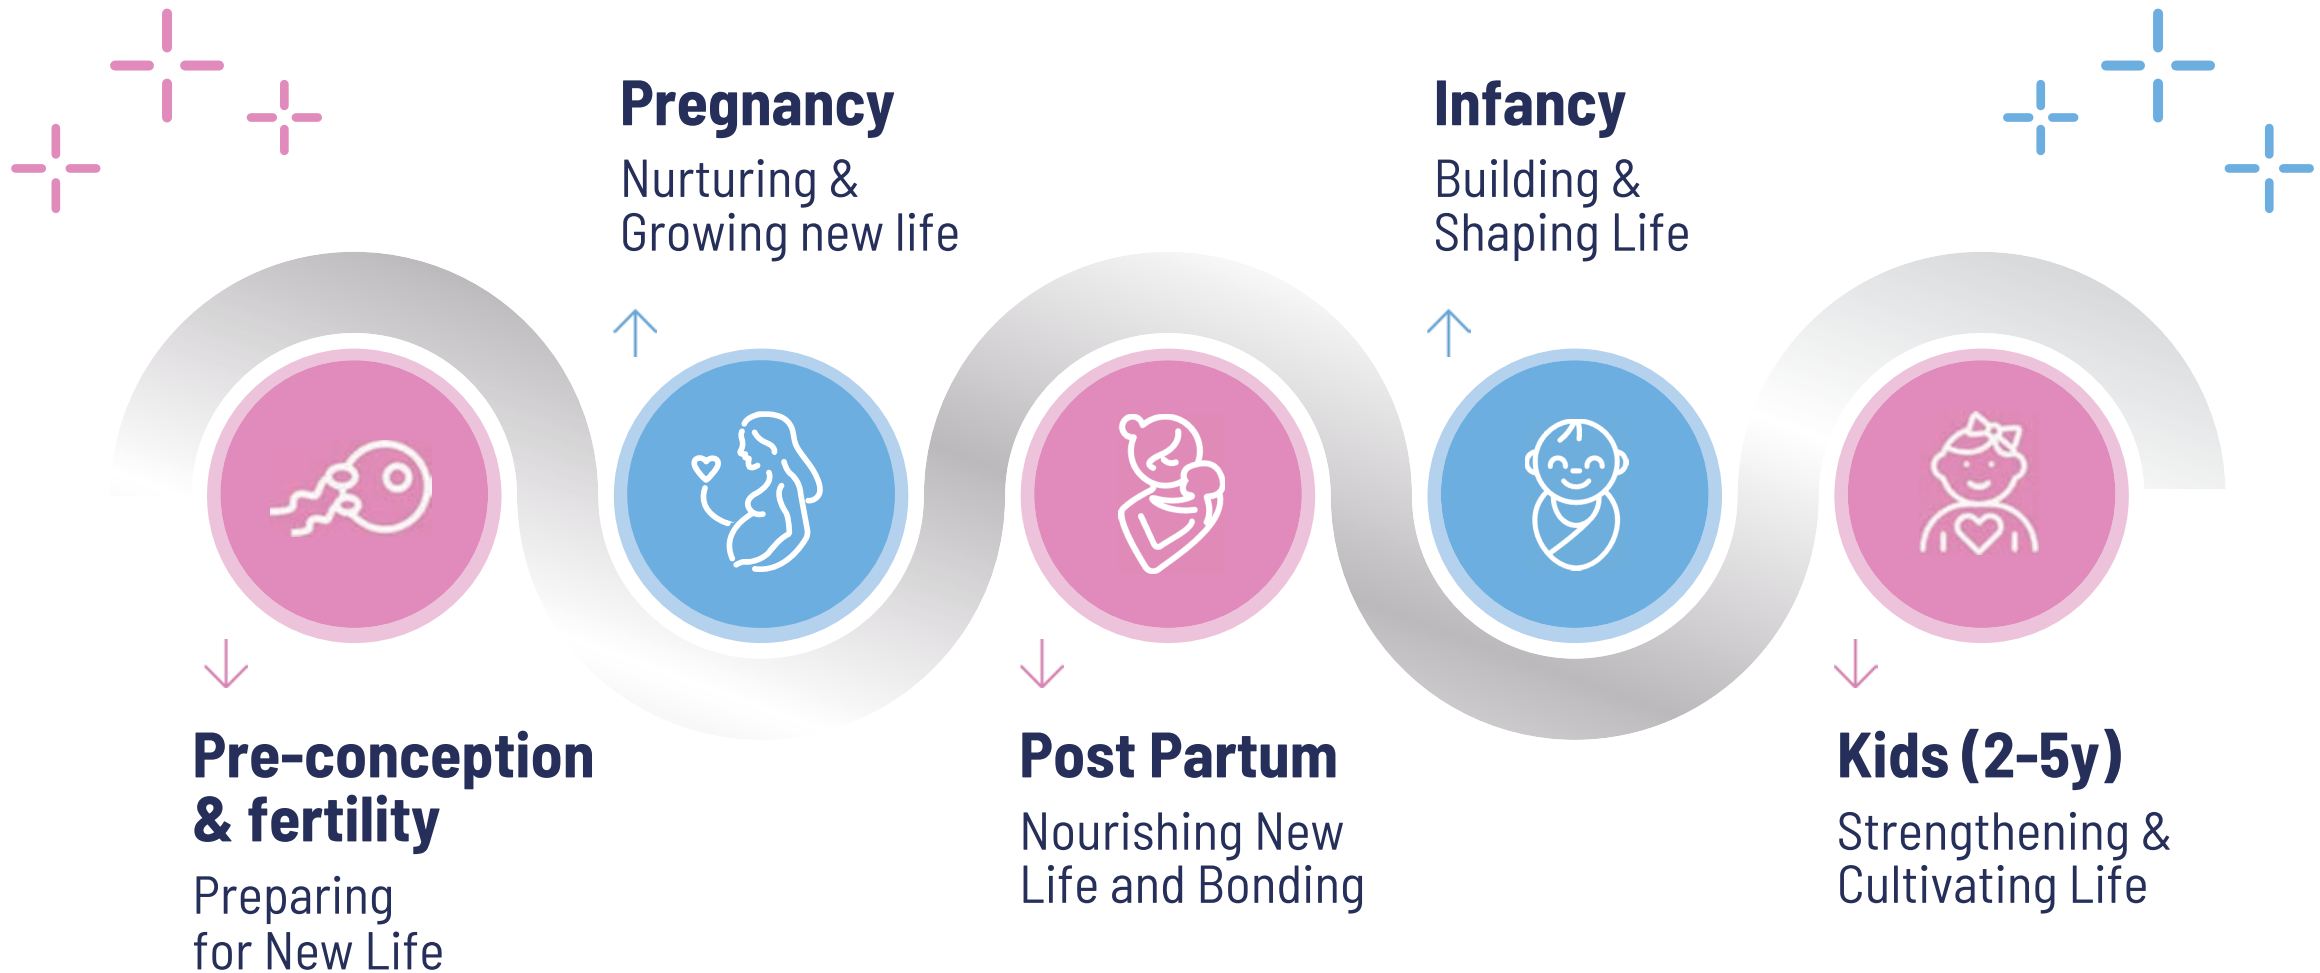 Pregnancy
Nurturing &
Growing new life
Infancy
Building &
Shaping Life
Pre-conception
& fertility
Preparing
for New Life
Post Partum
Nourishing New
Life and Bonding
Kids (2-5y)
Strengthening &
Cultivating Life